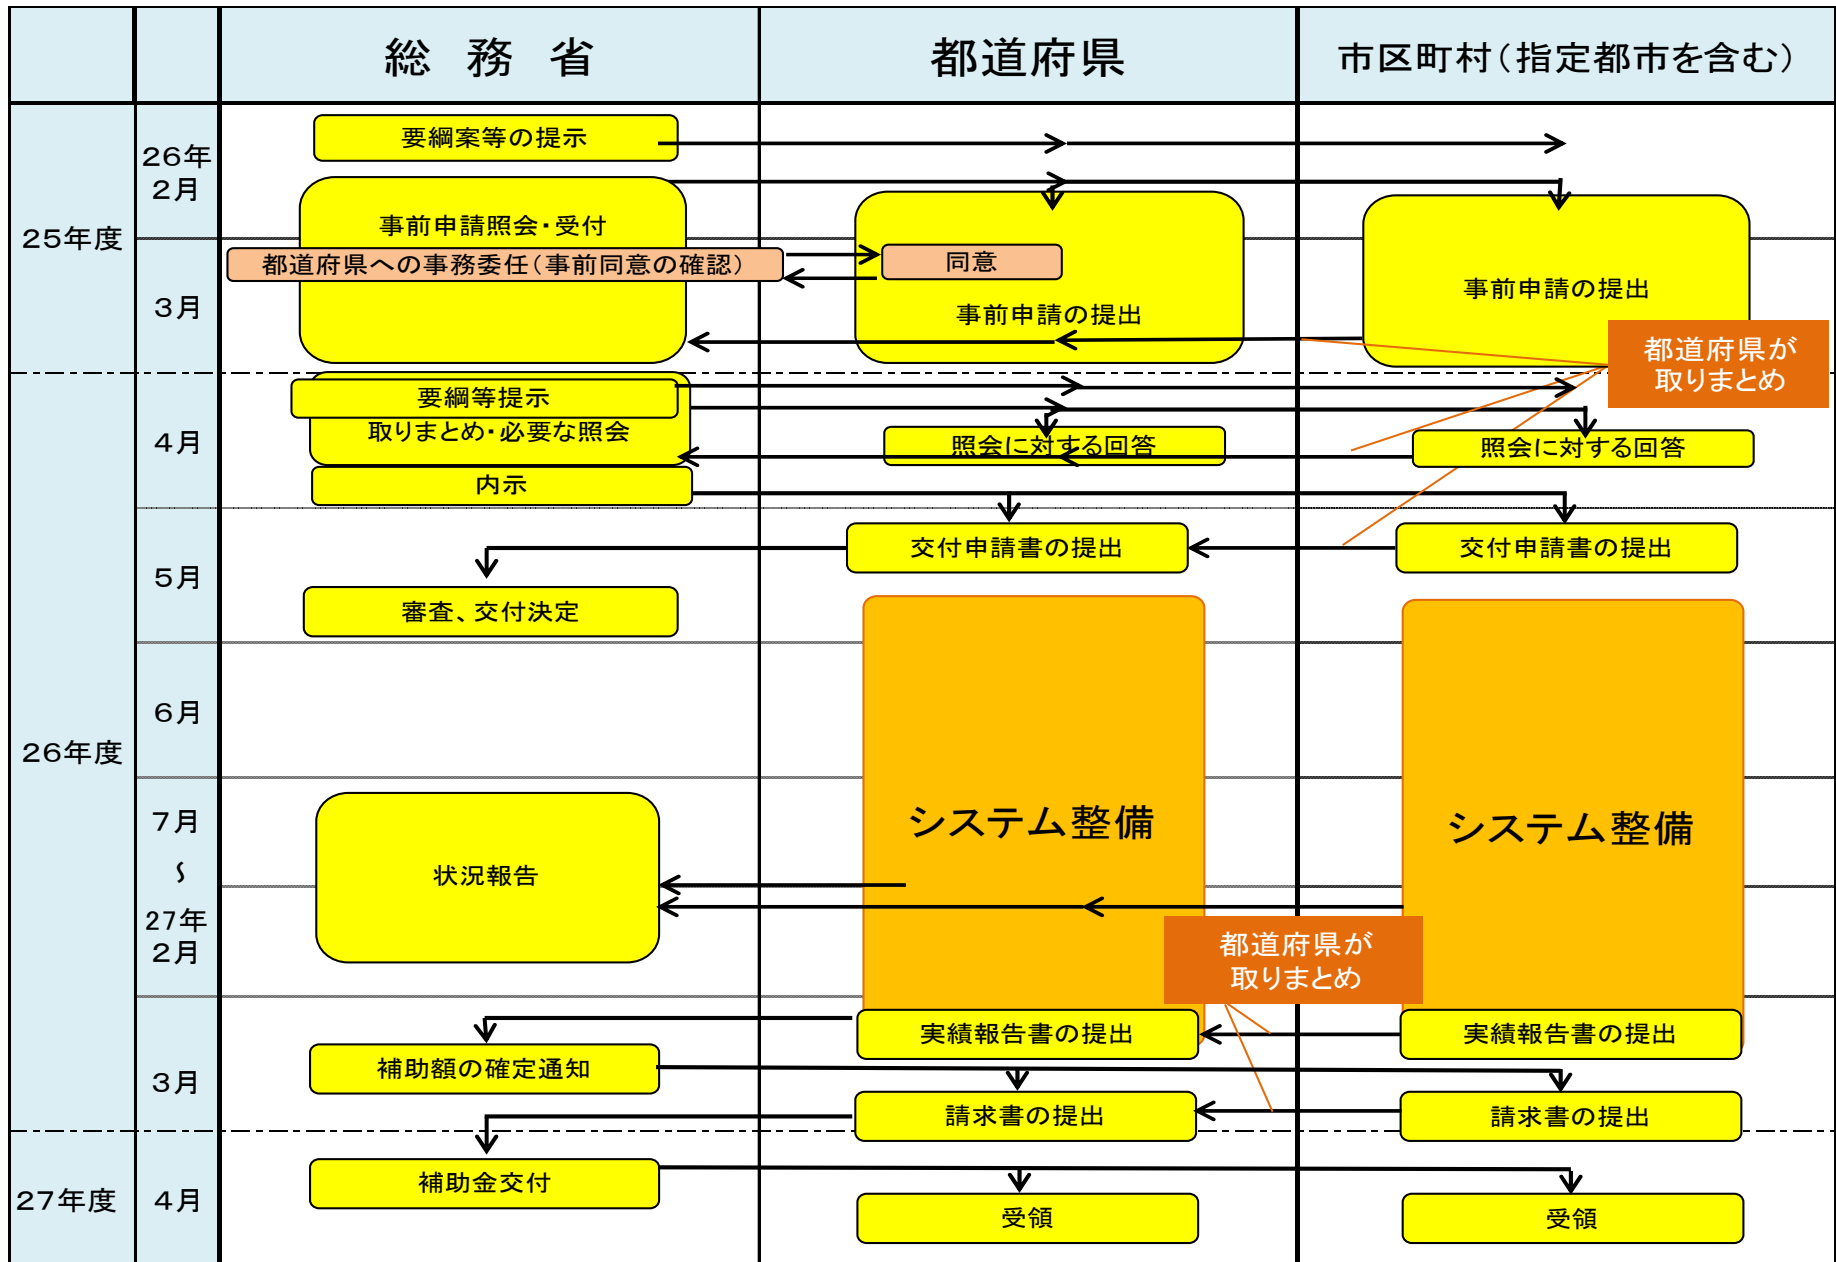 総 務 省
都道府県
市区町村(指定都市を含む)
25年度
26年
2月
要綱案等の提示
事前申請照会・受付
都道府県への事務委任(事前同意の確認)
同意
3月
事前申請の提出
事前申請の提出
都道府県が
取りまとめ
26年度
4月
要綱等提示
取りまとめ・必要な照会
照会に対する回答
照会に対する回答
内示
5月
交付申請書の提出
交付申請書の提出
審査、交付決定
6月
7月
~
27年
2月
システム整備
システム整備
状況報告
都道府県が
取りまとめ
3月
実績報告書の提出
実績報告書の提出
補助額の確定通知
請求書の提出
請求書の提出
27年度
4月
補助金交付
受領
受領